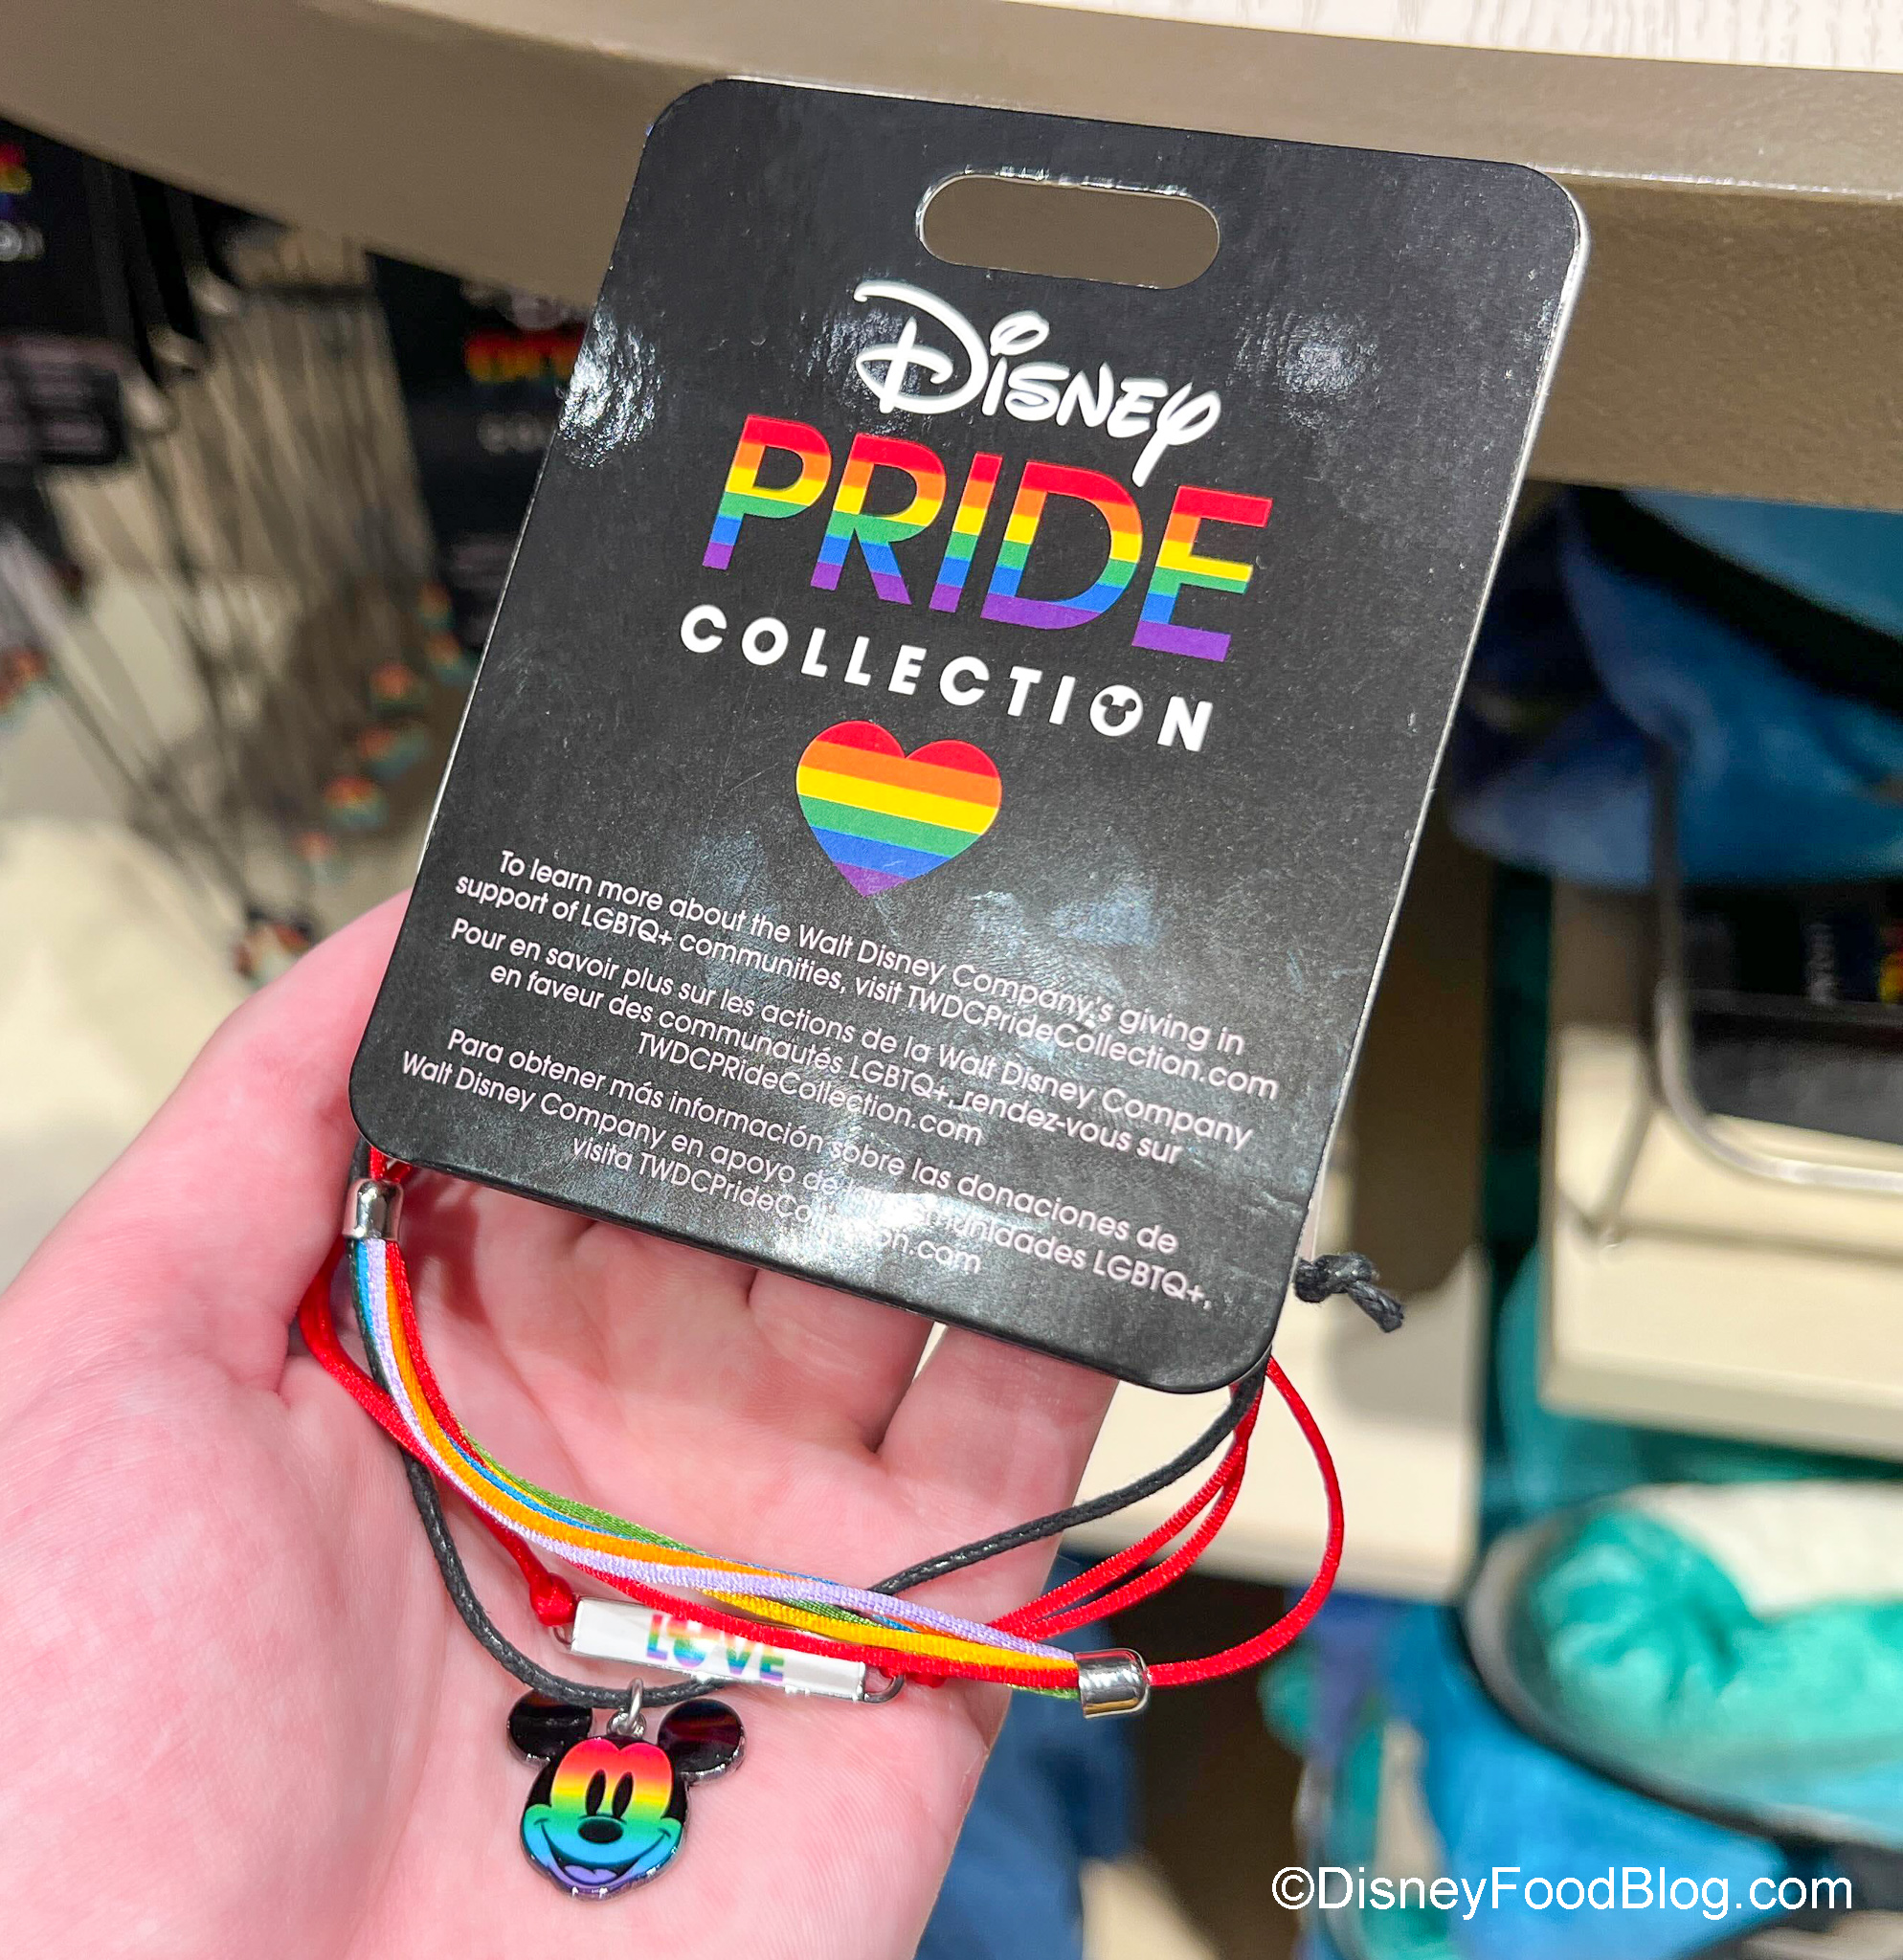 Disney
PRIDE
COLLECTION
To learn more about the Walt Disney Company's giving in
support of LGBTQ+ communities, visit TWDCPrideCollection.com
Pour en savoir plus sur les actions de la Walt Disney Company
en faveur des communautés LGBTQ+, rendez-vous sur
TWDCPRideCollection.com
Para obtener más información sobre las donaciones de
Walt Disney Company en apoyo de LGBTQ+,
visita
LOVE
©DisneyFoodBlog.com